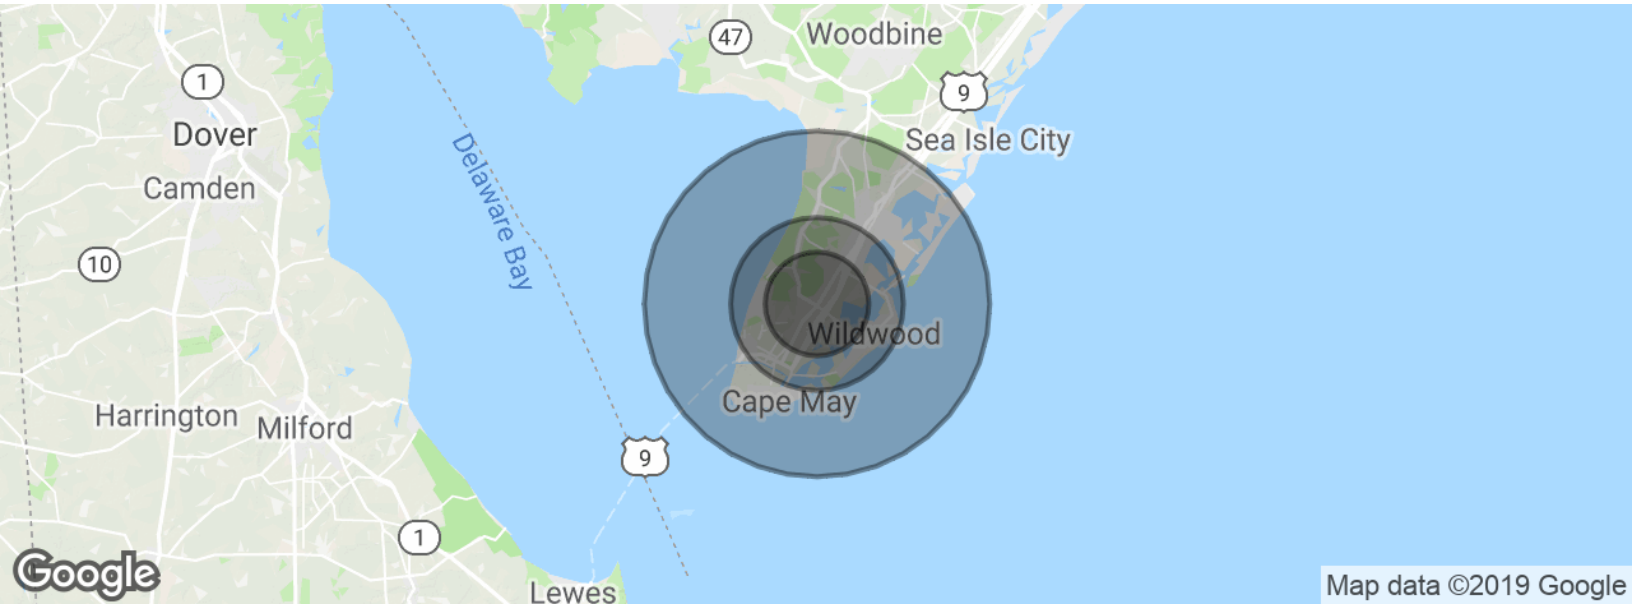 47
Woodbine
1
9
Dover
Sea Isle City
Delaware Bay
Camden
10
Wildwood
Cape May
Harrington
Milford
9
1
Google
Lewes
Map data ©2019 Google